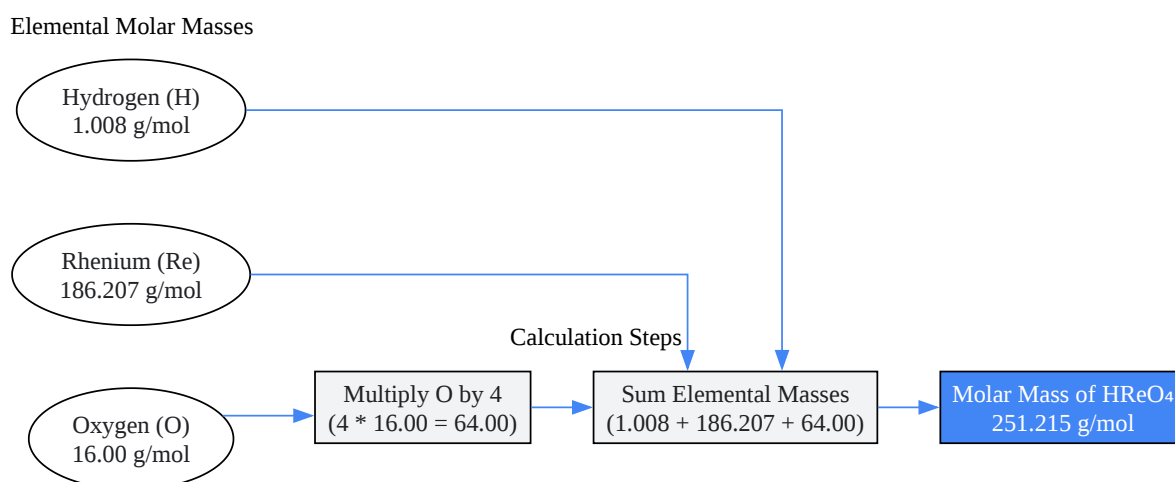 Elemental Molar Masses
Hydrogen (H)
1.008 g/mol
Rhenium (Re)
186.207 g/mol
Calculation Steps
Oxygen (O)
16.00 g/mol
Multiply O by 4
(4 * 16.00 = 64.00)
Sum Elemental Masses
(1.008 + 186.207 + 64.00)
Molar Mass of HReO₄
251.215 g/mol